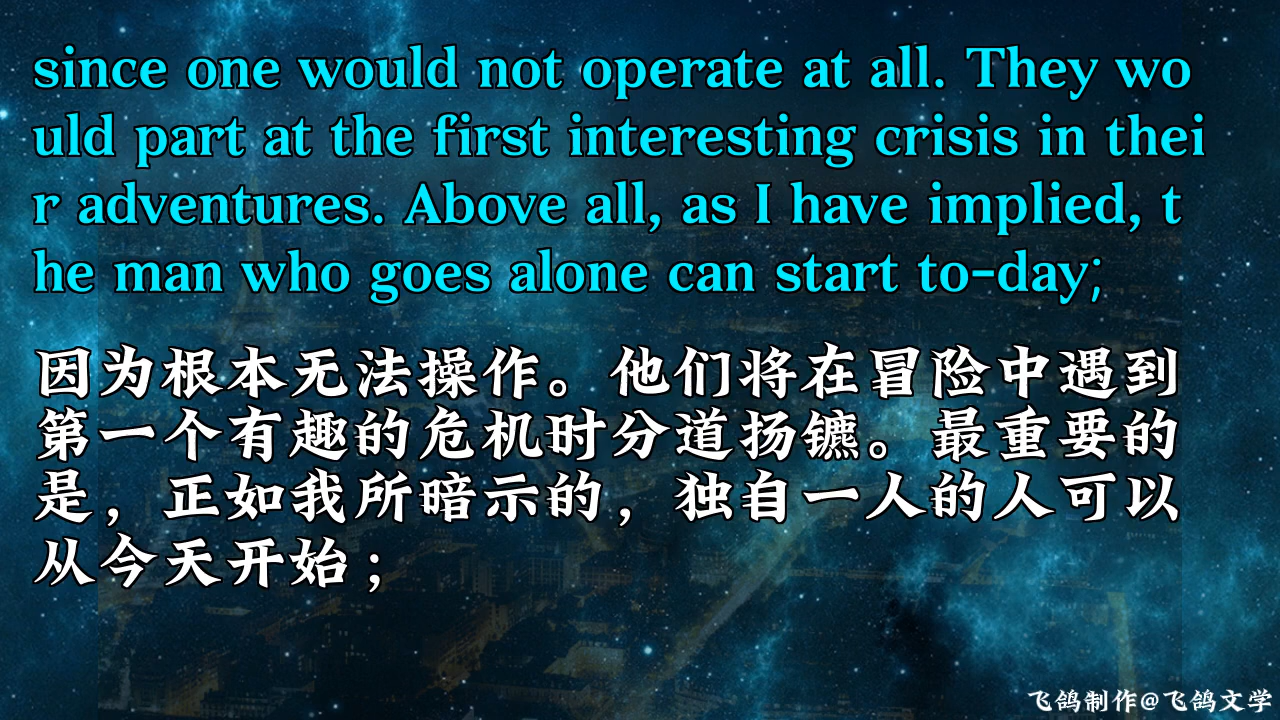 since one would not operate at all. They wo
uld part at the first interesting crisis in thei
r adventures. Above all, as I have implied, t
he man who goes alone can start to-day;
因为根本无法操作。他们将在冒险中遇到
第一个有趣的危机时分道扬镳。最重要的
是，正如我所暗示的，独自一人的人可以
从今天开始；
飞鸽制作@飞鸽文学